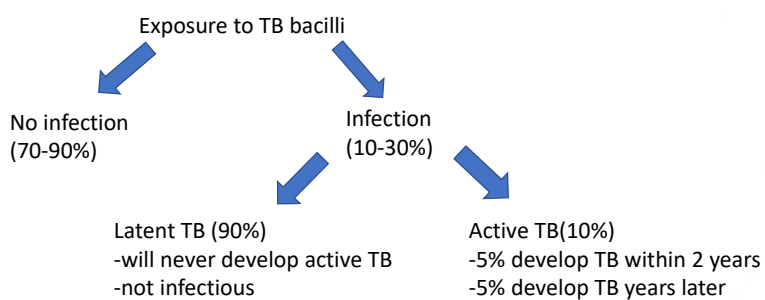 Exposure to TB bacilli
No infection
(70-90%)
Infection
(10-30%)
Latent TB (90%)
-will never develop active TB
-not infectious
Active TB(10%)
-5% develop TB within 2 years
-5% develop TB years later